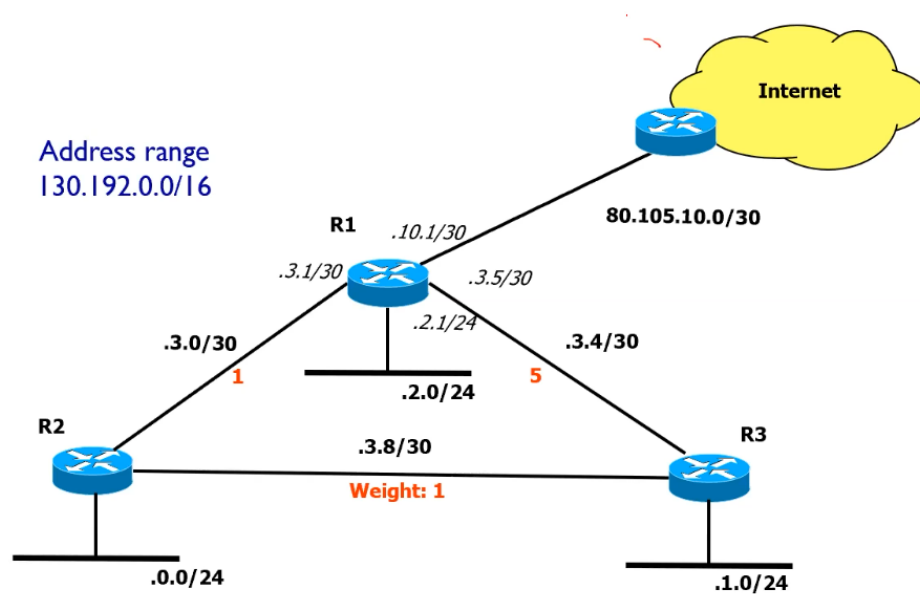 Internet
Address range
130.192.0.0/16
80.105.10.0/30
R1
.10.1/30
.3.1/30
.3.5/30
.2.1/24
.3.0/30
.3.4/30
1
5
.2.0/24
R2
R3
.3.8/30
Weight: 1
.0.0/24
.1.0/24